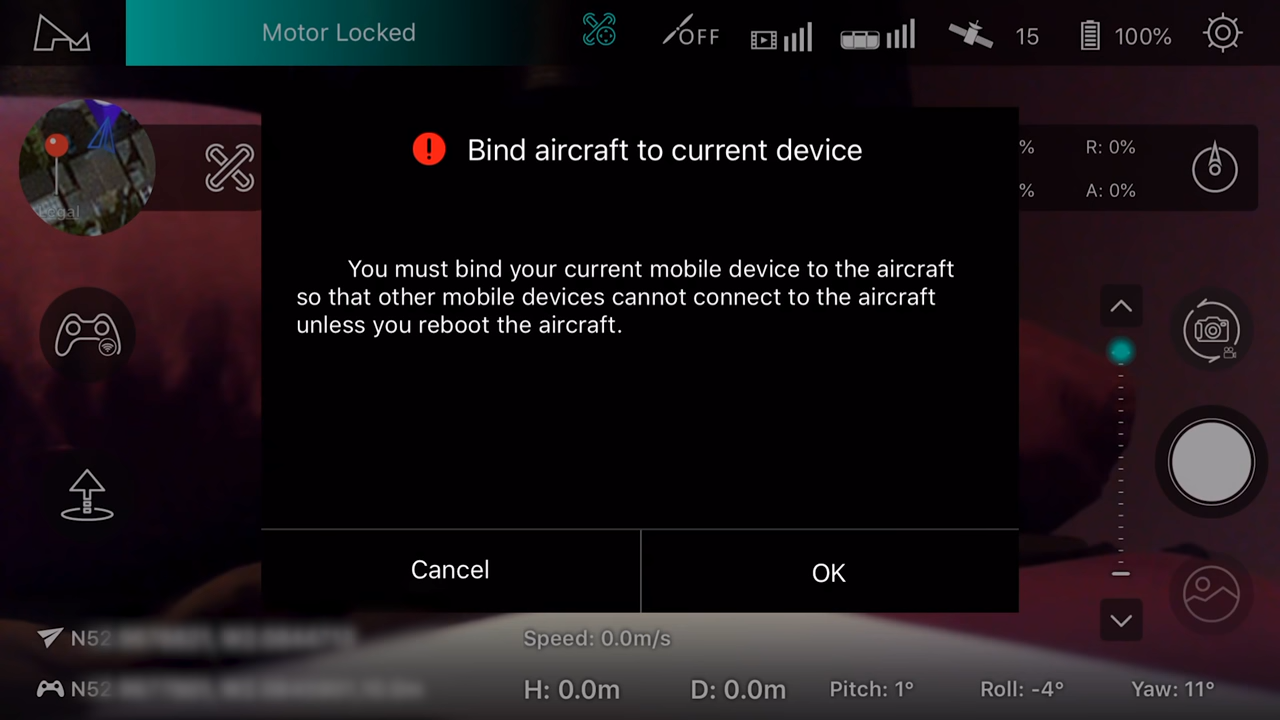 Motor Locked
OFF
15
100%
Bind aircraft to current device
% R: 0%
% A: 0%
Legal
You must bind your current mobile device to the aircraft
so that other mobile devices cannot connect to the aircraft
unless you reboot the aircraft.
Cancel
OK
N52
Speed: 0.0m/s
N52
H: 0.0m
D: 0.0m
Pitch: 1°
Roll: -4°
Yaw: 11°